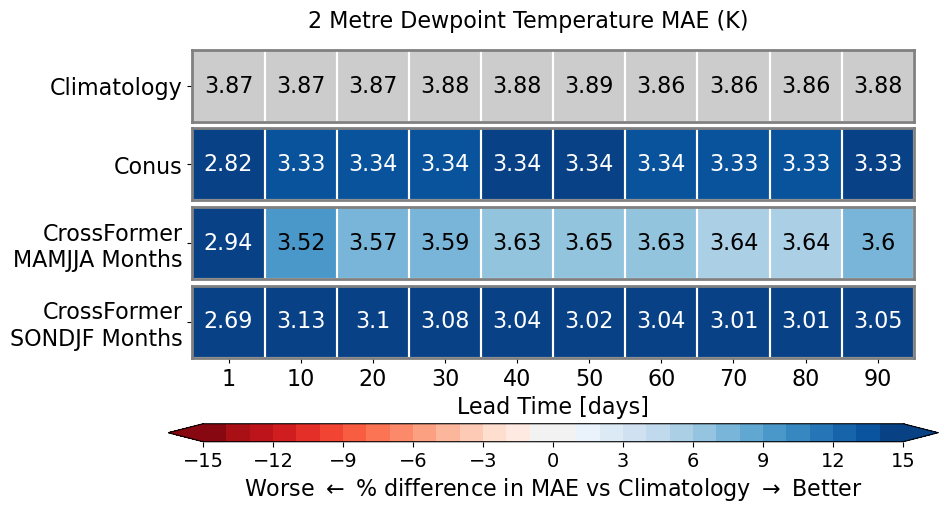 2 Metre Dewpoint Temperature MAE (K)
Climatology 3.87 3.87 3.87 3.88 3.88 3.89 3.86 3.86 3.86 3.88
Conus 2.82 3.33 3.34 3.34 3.34 3.34 3.34 3.33 3.33 3.33
CrossFormer
MAMJJA Months
2.94 3.52 3.57 3.59 3.63 3.65 3.63 3.64 3.64 3.6
CrossFormer
SONDJF Months
2.69 3.13 3.1 3.08 3.04 3.02 3.04 3.01 3.01 3.05
1 10 20 30 40 50 60 70 80 90
Lead Time [days]
−15 −12 −9 −6 −3 0 3 6 9 12 15
Worse ← % difference in MAE vs Climatology → Better